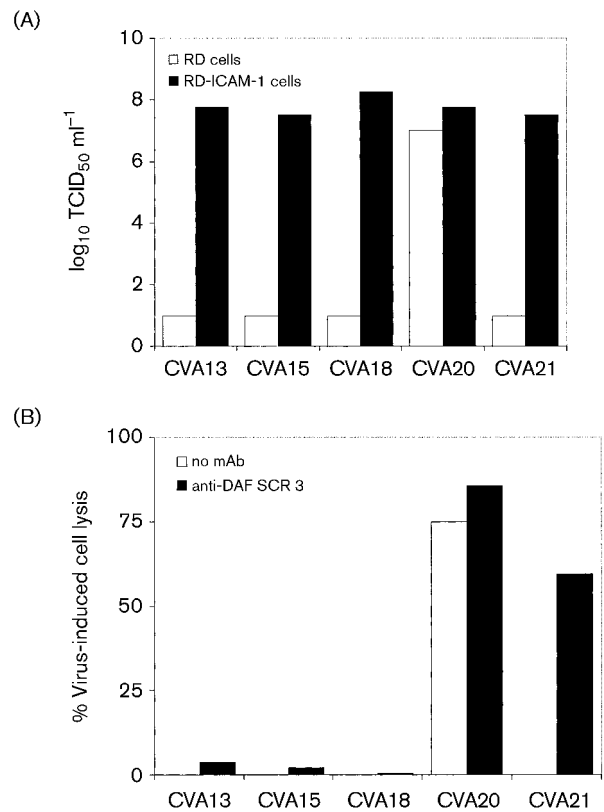 (A)
10
8
6
4
2
0
log₁₀ TCID₅₀ ml⁻¹
RD cells
RD-ICAM-1 cells
CVA13 CVA15 CVA18 CVA20 CVA21
(B)
100
75
50
25
0
% Virus-induced cell lysis
no mAb
anti-DAF SCR 3
CVA13 CVA15 CVA18 CVA20 CVA21